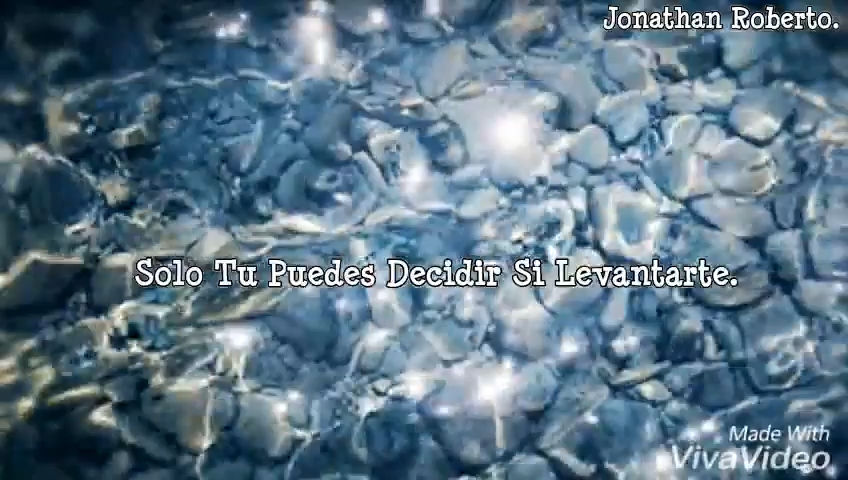 Jonathan Roberto.
Solo Tu Puedes Decidir Si Levantarte.
Made With
VivaVideo